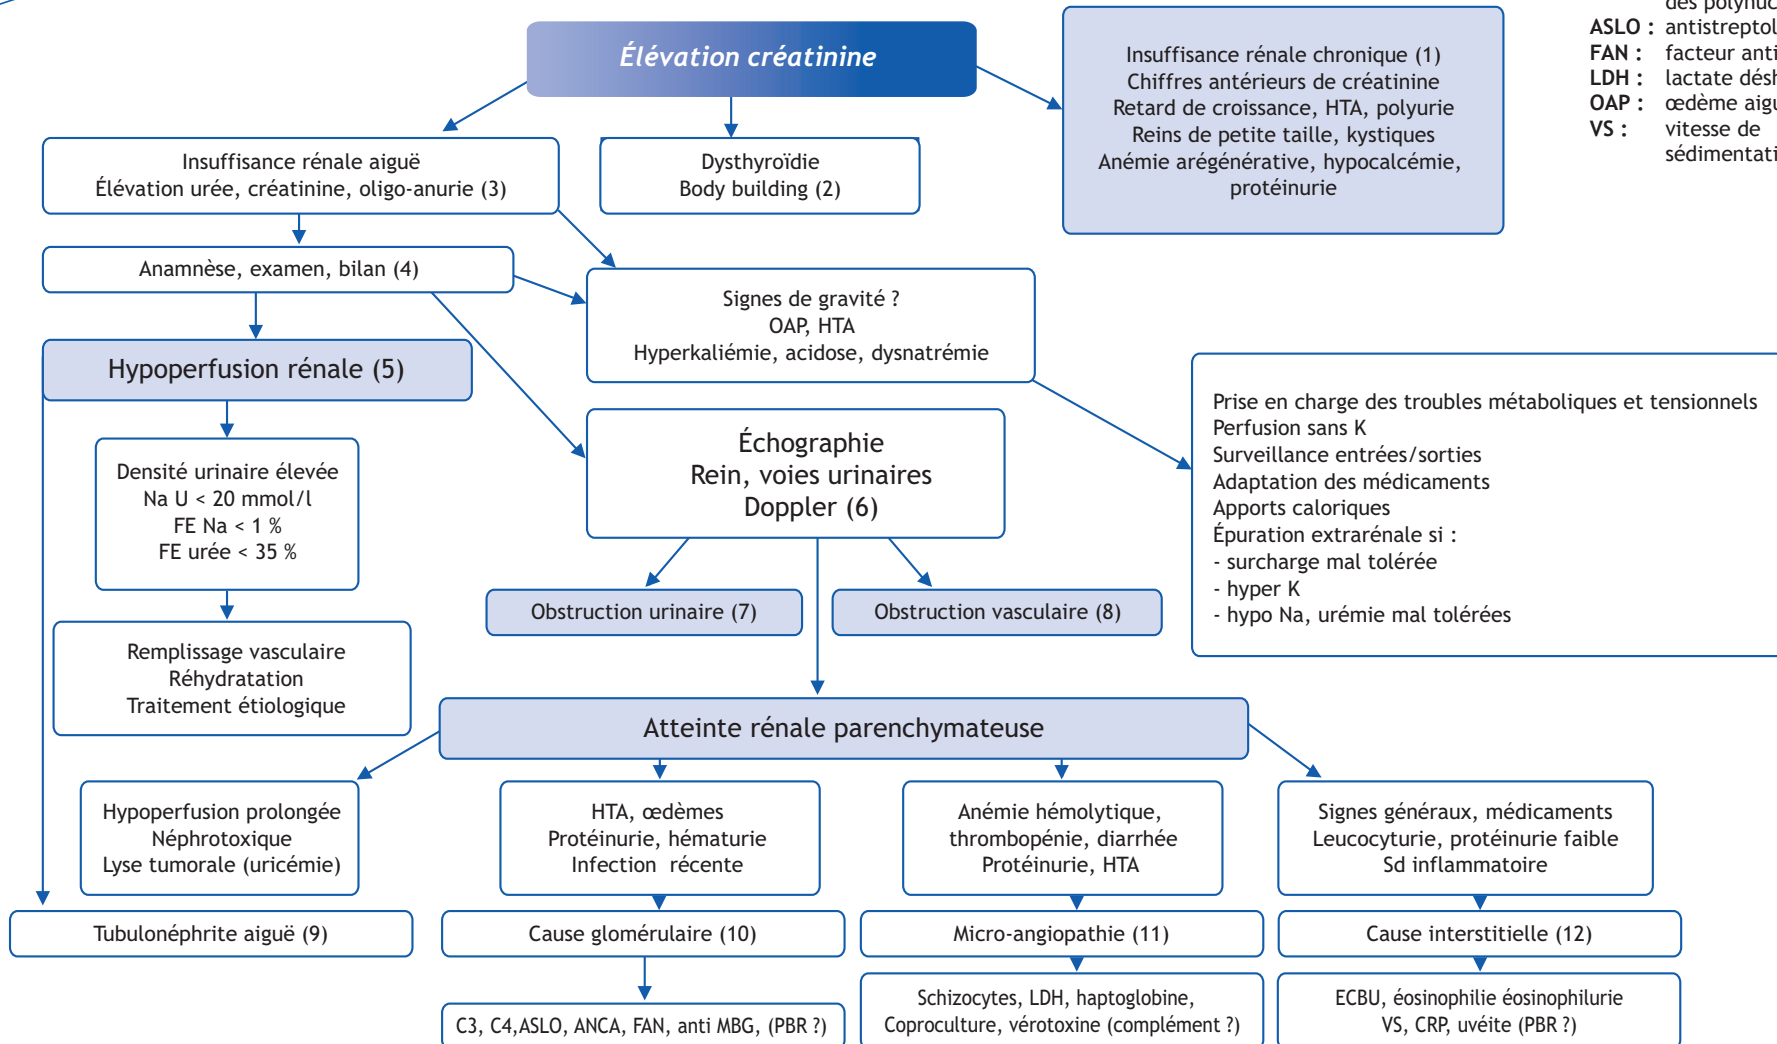 des polynuc
ASLO : antistreptol
FAN : facteur anti
LDH : lactate désh
OAP : œdème aigu
VS : vitesse de
sédimentati
Élévation créatinine
Insuffisance rénale chronique (1)
Chiffres antérieurs de créatinine
Retard de croissance, HTA, polyurie
Reins de petite taille, kystiques
Anémie arégénérative, hypocalcémie,
protéinurie
Insuffisance rénale aiguë
Élévation urée, créatinine, oligo-anurie (3)
Dysthyroïdie
Body building (2)
Anamnèse, examen, bilan (4)
Signes de gravité ?
OAP, HTA
Hyperkaliémie, acidose, dysnatrémie
Hypoperfusion rénale (5)
Prise en charge des troubles métaboliques et tensionnels
Perfusion sans K
Surveillance entrées/sorties
Adaptation des médicaments
Apports caloriques
Épuration extrarénale si :
- surcharge mal tolérée
- hyper K
- hypo Na, urémie mal tolérées
Échographie
Rein, voies urinaires
Doppler (6)
Densité urinaire élevée
Na U < 20 mmol/l
FE Na < 1 %
FE urée < 35 %
Obstruction urinaire (7)
Obstruction vasculaire (8)
Remplissage vasculaire
Réhydratation
Traitement étiologique
Atteinte rénale parenchymateuse
Hypoperfusion prolongée
Néphrotoxique
Lyse tumorale (uricémie)
HTA, œdèmes
Protéinurie, hématurie
Infection récente
Anémie hémolytique,
thrombopénie, diarrhée
Protéinurie, HTA
Signes généraux, médicaments
Leucocyturie, protéinurie faible
Sd inflammatoire
Tubulonéphrite aiguë (9)
Cause glomérulaire (10)
Micro-angiopathie (11)
Cause interstitielle (12)
C3, C4,ASLO, ANCA, FAN, anti MBG, (PBR ?)
Schizocytes, LDH, haptoglobine,
Coproculture, vérotoxine (complément ?)
ECBU, éosinophilie éosinophilurie
VS, CRP, uvéite (PBR ?)